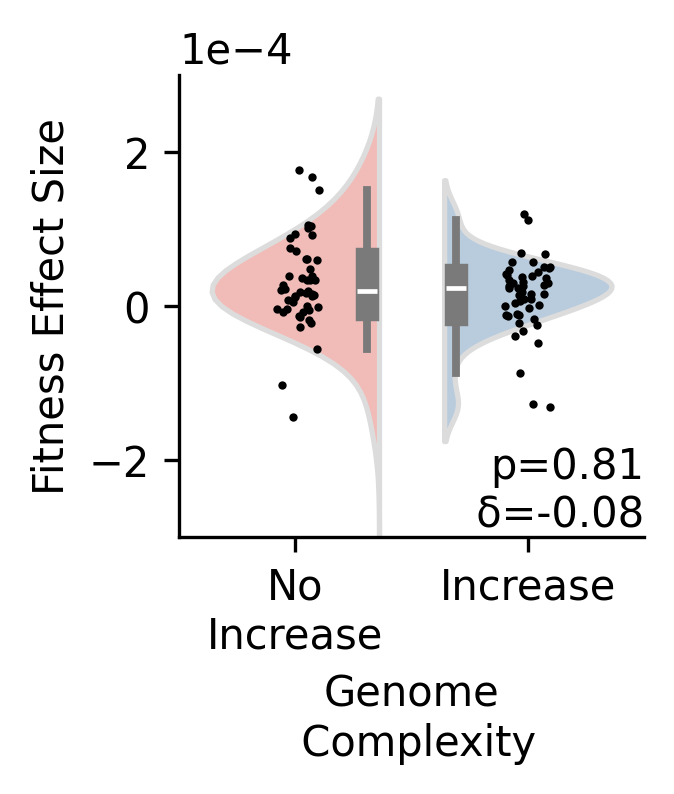 1e−4
Fitness Effect Size
2
0
−2
p=0.81
δ=-0.08
No
Increase
Increase
Genome
Complexity